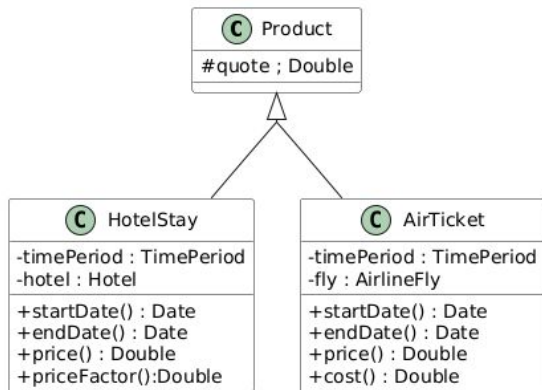 C Product
#quote ; Double
C HotelStay
-timePeriod : TimePeriod
-hotel : Hotel
+startDate() : Date
+endDate() : Date
+price() : Double
+priceFactor():Double
C AirTicket
-timePeriod : TimePeriod
-fly : AirlineFly
+startDate() : Date
+endDate() : Date
+price() : Double
+cost() : Double